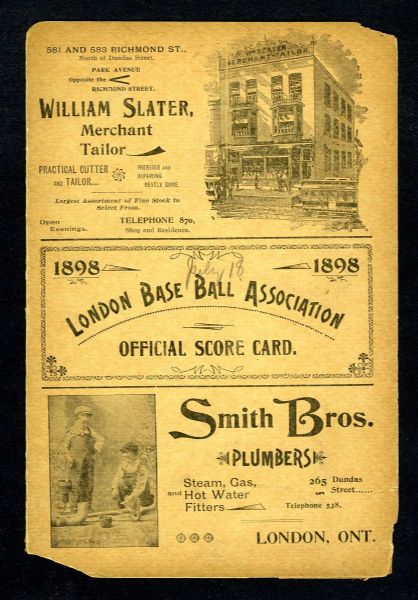 581 AND 583 RICHMOND ST.,
North of Dundas Street.
PARK AVENUE
Opposite the
RICHMOND STREET.
WILLIAM SLATER,
Merchant
Tailor
PRACTICAL CUTTER
AND TAILOR....
PRESSING AND
REPAIRING
NEATLY DONE.
Largest Assortment of Fine Stock to
Select From.
Open
Evenings.
TELEPHONE 870,
Shop and Residence.
W. SLATER
MERCHANT TAILOR
1898
July 18
1898
LONDON BASE BALL ASSOCIATION
OFFICIAL SCORE CARD.
Smith Bros.
PLUMBERS
Steam, Gas,
and Hot Water
Fitters
265 Dundas
Street......
Telephone 538.
LONDON, ONT.